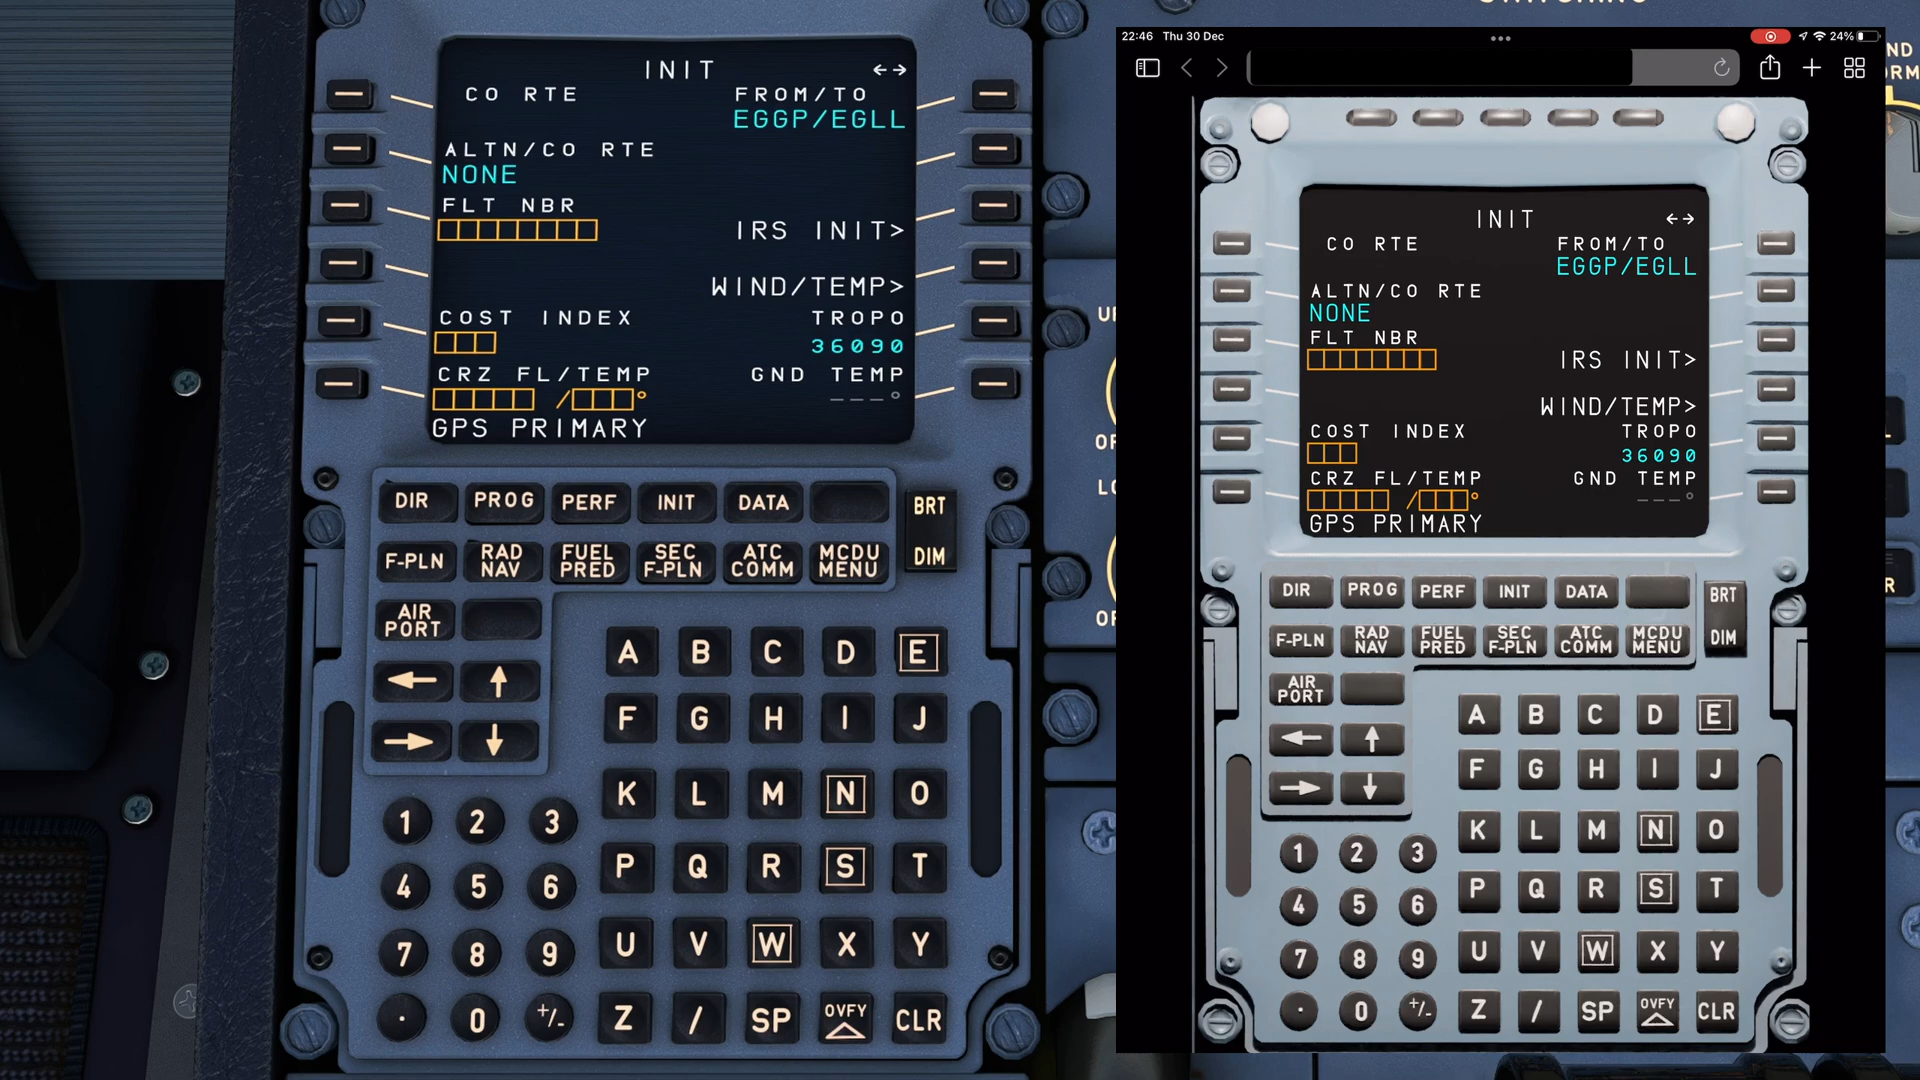 INIT ←→
CO RTE FROM/TO
EGGP/EGLL
ALTN/CO RTE
NONE
FLT NBR
IRS INIT>
WIND/TEMP>
COST INDEX TROPO
36090
CRZ FL/TEMP GND TEMP
/ ---°
GPS PRIMARY
DIR PROG PERF INIT DATA BRT
F-PLN RAD NAV FUEL PRED SEC F-PLN ATC COMM MCDU MENU DIM
AIR PORT
← ↑
→ ↓
A B C D E
F G H I J
K L M N O
P Q R S T
U V W X Y
Z / SP OVFY CLR
1 2 3
4 5 6
7 8 9
. 0 +/-
22:46 Thu 30 Dec 24%
INIT ←→
CO RTE FROM/TO
EGGP/EGLL
ALTN/CO RTE
NONE
FLT NBR
IRS INIT>
WIND/TEMP>
COST INDEX TROPO
36090
CRZ FL/TEMP GND TEMP
/ ---°
GPS PRIMARY
DIR PROG PERF INIT DATA BRT
F-PLN RAD NAV FUEL PRED SEC F-PLN ATC COMM MCDU MENU DIM
AIR PORT
← ↑
→ ↓
A B C D E
F G H I J
K L M N O
P Q R S T
U V W X Y
Z / SP OVFY CLR
1 2 3
4 5 6
7 8 9
. 0 +/-